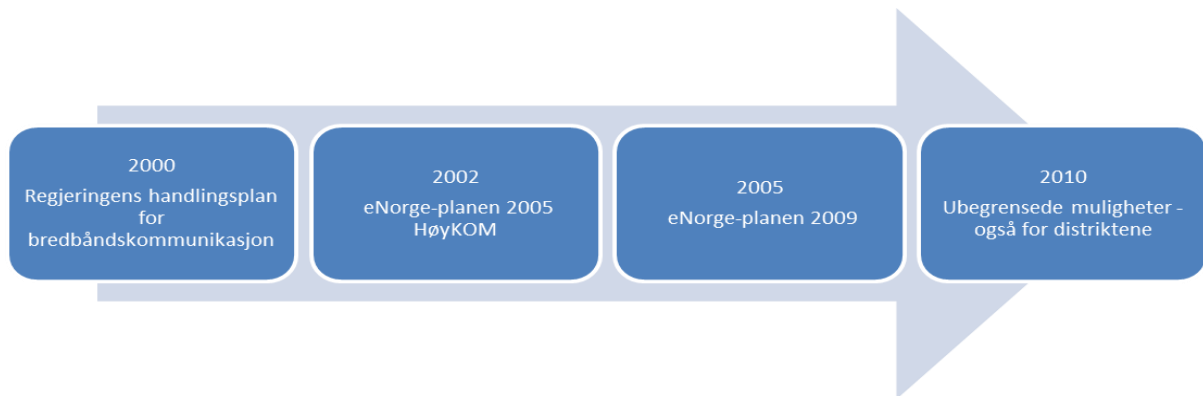 2000
Regjeringens handlingsplan
for
bredbåndskommunikasjon
2002
eNorge-planen 2005
HøyKOM
2005
eNorge-planen 2009
2010
Ubegrensede muligheter -
også for distriktene